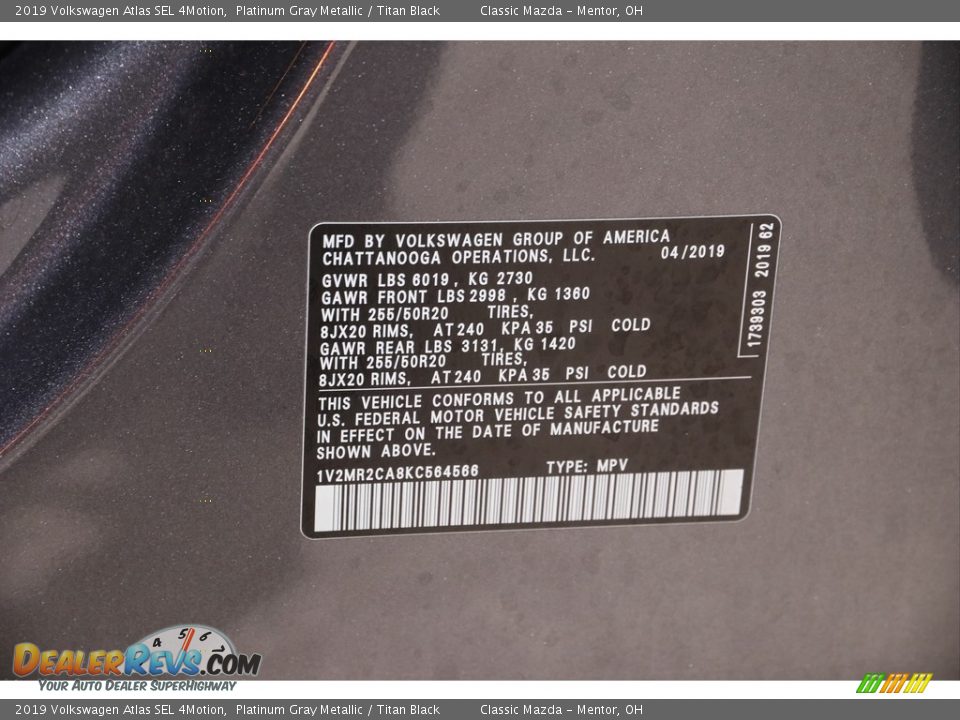 2019 Volkswagen Atlas SEL 4Motion,  Platinum Gray Metallic / Titan Black  Classic Mazda – Mentor, OH
MFD BY VOLKSWAGEN GROUP OF AMERICA
CHATTANOOGA OPERATIONS, LLC.  04/2019
GVWR LBS 6019, KG 2730
GAWR FRONT LBS 2998, KG 1360
WITH 255/50R20  TIRES,
8JX20 RIMS,  AT 240  KPA 35  PSI  COLD
GAWR REAR LBS 3131, KG 1420
WITH 255/50R20  TIRES,
8JX20 RIMS,  AT 240  KPA 35  PSI  COLD
THIS VEHICLE CONFORMS TO ALL APPLICABLE
U.S. FEDERAL MOTOR VEHICLE SAFETY STANDARDS
IN EFFECT ON THE DATE OF MANUFACTURE
SHOWN ABOVE.
1V2MR2CA8KC564566  TYPE: MPV
1739303  2019 62
4 5 6 7
DEALERREVS.COM
YOUR AUTO DEALER SUPERHIGHWAY
2019 Volkswagen Atlas SEL 4Motion,  Platinum Gray Metallic / Titan Black  Classic Mazda – Mentor, OH